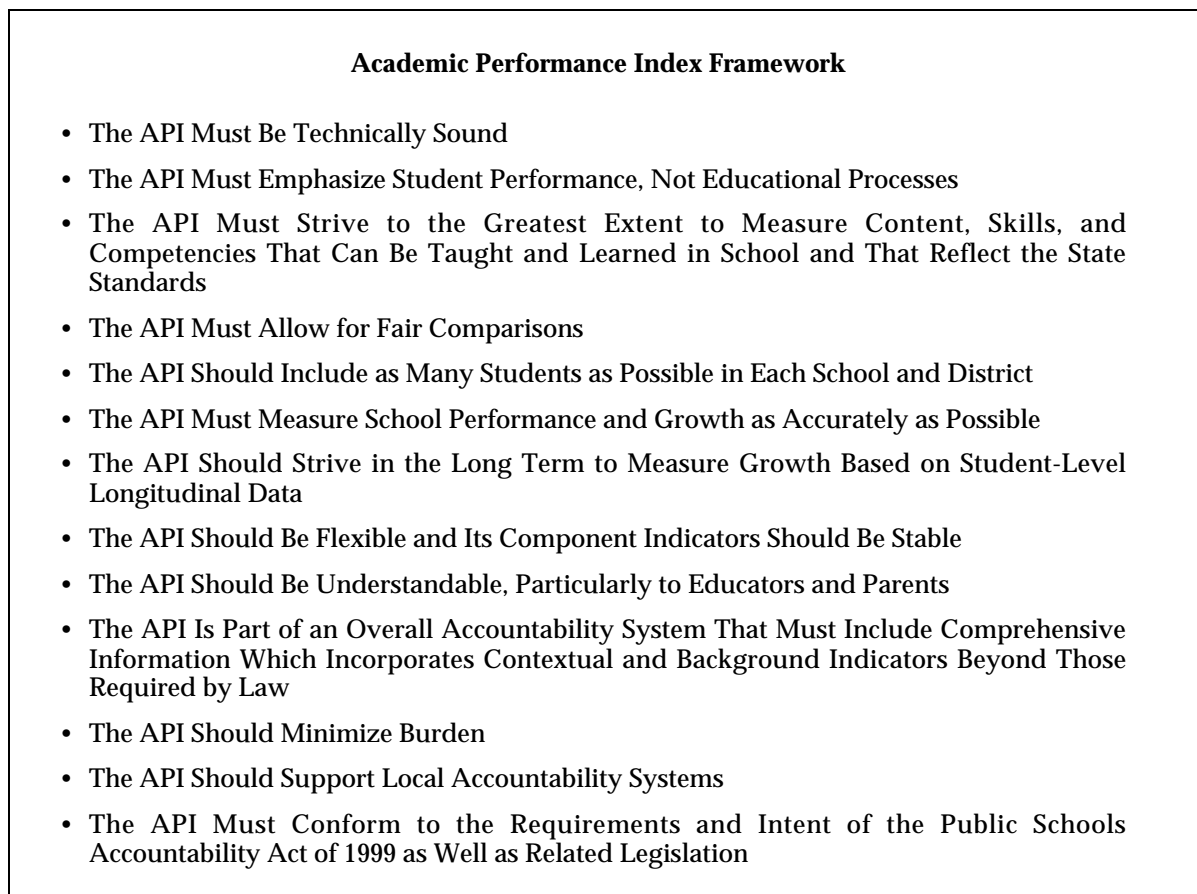 Academic Performance Index Framework
• The API Must Be Technically Sound
• The API Must Emphasize Student Performance, Not Educational Processes
• The API Must Strive to the Greatest Extent to Measure Content, Skills, and
Competencies That Can Be Taught and Learned in School and That Reflect the State
Standards
• The API Must Allow for Fair Comparisons
• The API Should Include as Many Students as Possible in Each School and District
• The API Must Measure School Performance and Growth as Accurately as Possible
• The API Should Strive in the Long Term to Measure Growth Based on Student-Level
Longitudinal Data
• The API Should Be Flexible and Its Component Indicators Should Be Stable
• The API Should Be Understandable, Particularly to Educators and Parents
• The API Is Part of an Overall Accountability System That Must Include Comprehensive
Information Which Incorporates Contextual and Background Indicators Beyond Those
Required by Law
• The API Should Minimize Burden
• The API Should Support Local Accountability Systems
• The API Must Conform to the Requirements and Intent of the Public Schools
Accountability Act of 1999 as Well as Related Legislation